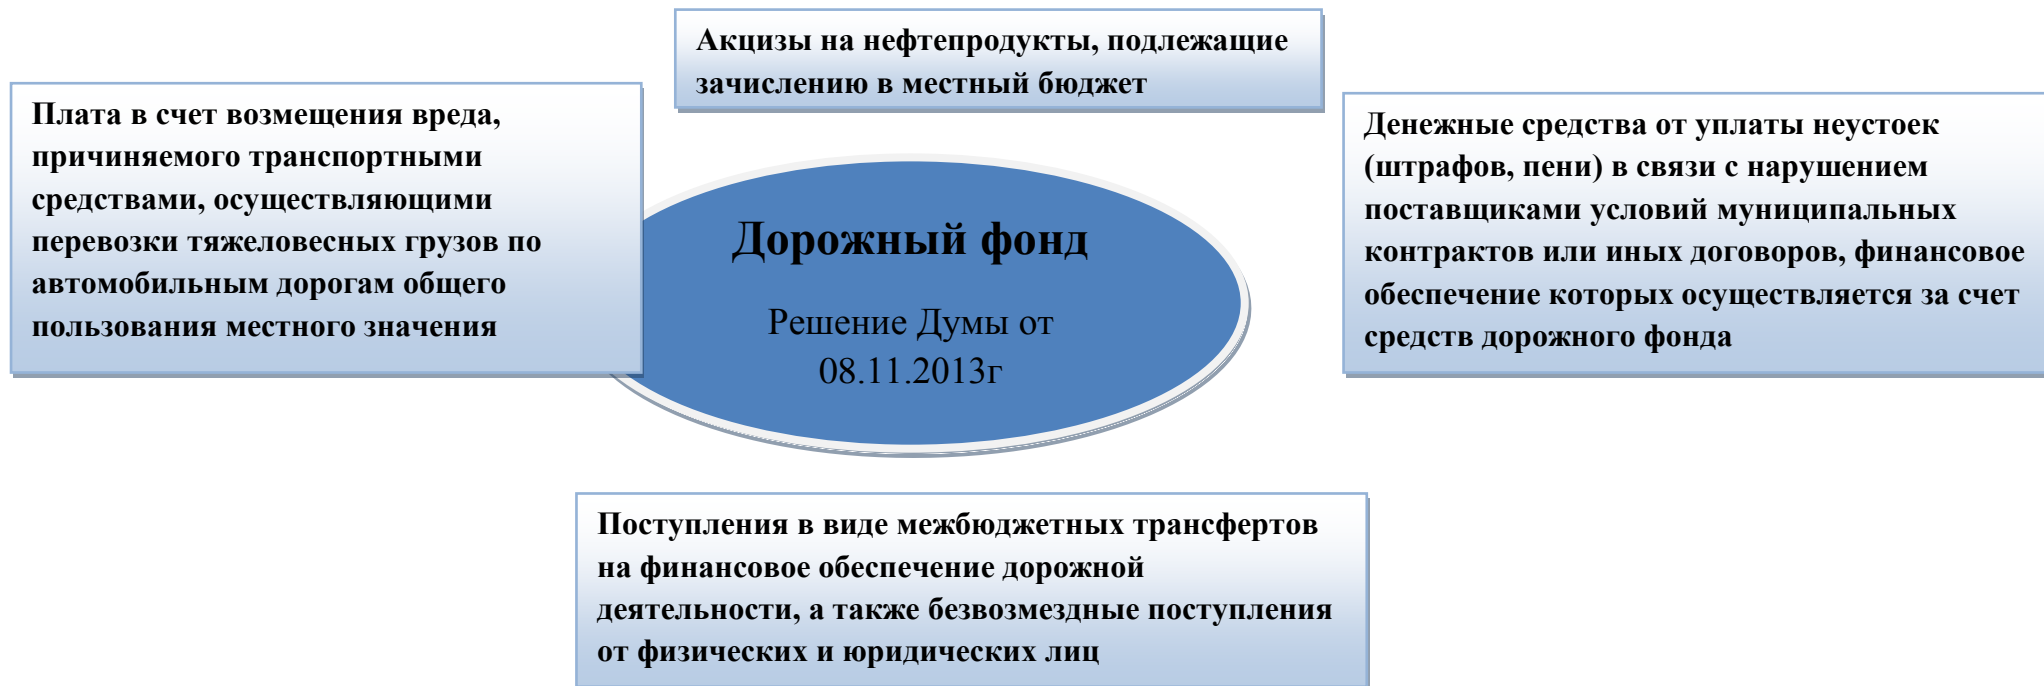 Акцизы на нефтепродукты, подлежащие
зачислению в местный бюджет
Плата в счет возмещения вреда,
причиняемого транспортными
средствами, осуществляющими
перевозки тяжеловесных грузов по
автомобильным дорогам общего
пользования местного значения
Дорожный фонд
Решение Думы от
08.11.2013г
Денежные средства от уплаты неустоек
(штрафов, пени) в связи с нарушением
поставщиками условий муниципальных
контрактов или иных договоров, финансовое
обеспечение которых осуществляется за счет
средств дорожного фонда
Поступления в виде межбюджетных трансфертов
на финансовое обеспечение дорожной
деятельности, а также безвозмездные поступления
от физических и юридических лиц